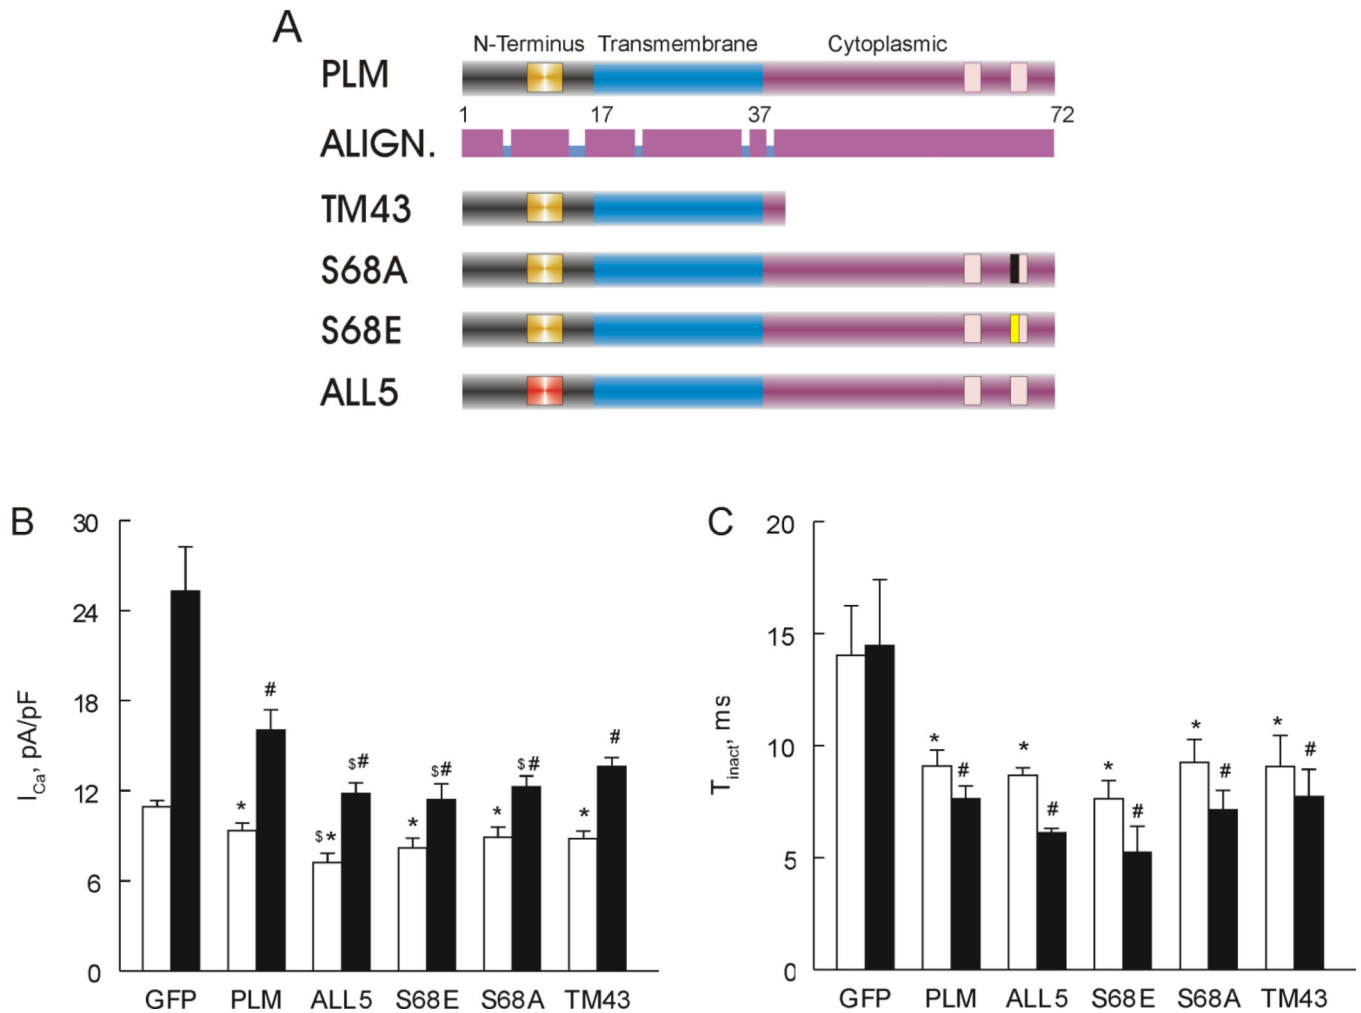 A
N-Terminus Transmembrane Cytoplasmic
PLM
1 17 37 72
ALIGN.
TM43
S68A
S68E
ALL5
B
30
24
18
12
6
0
I_Ca, pA/pF
* # $* $# * $# * $# * #
GFP PLM ALL5 S68E S68A TM43
C
20
15
10
5
0
T_inact, ms
* # * # * # * # * #
GFP PLM ALL5 S68E S68A TM43